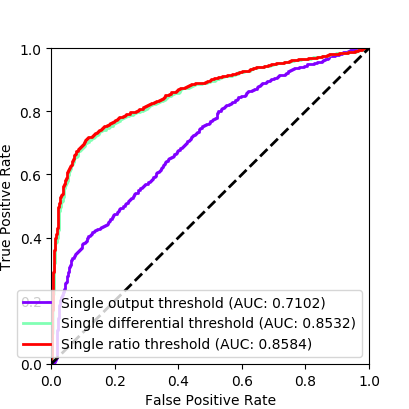 1.0
0.8
0.6
0.4
0.2
0.0
True Positive Rate
Single output threshold (AUC: 0.7102)
Single differential threshold (AUC: 0.8532)
Single ratio threshold (AUC: 0.8584)
0.0 0.2 0.4 0.6 0.8 1.0
False Positive Rate